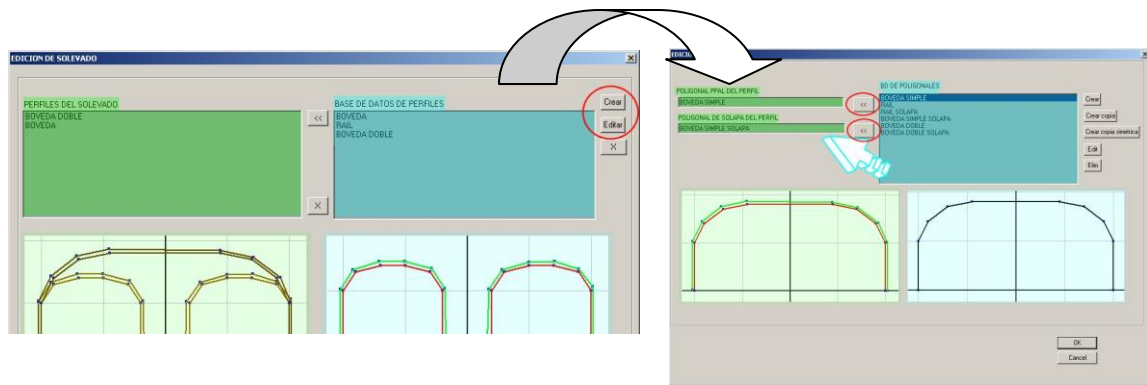 EDICION DE SOLEVADO
PERFILES DEL SOLEVADO
BOVEDA DOBLE
BOVEDA
<<
X
BASE DE DATOS DE PERFILES
BOVEDA
RAIL
BOVEDA DOBLE
Crear
Editar
X
POLIGONAL PPAL DEL PERFIL
BOVEDA SIMPLE
<<
POLIGONAL DE SOLAPA DEL PERFIL
BOVEDA SIMPLE SOLAPA
<<
BD DE POLIGONALES
BOVEDA SIMPLE
RAIL
RAIL SOLAPA
BOVEDA SIMPLE SOLAPA
BOVEDA DOBLE
BOVEDA DOBLE SOLAPA
Crear
Crear copia
Crear copia simetrica
Edit
Elim
OK
Cancel